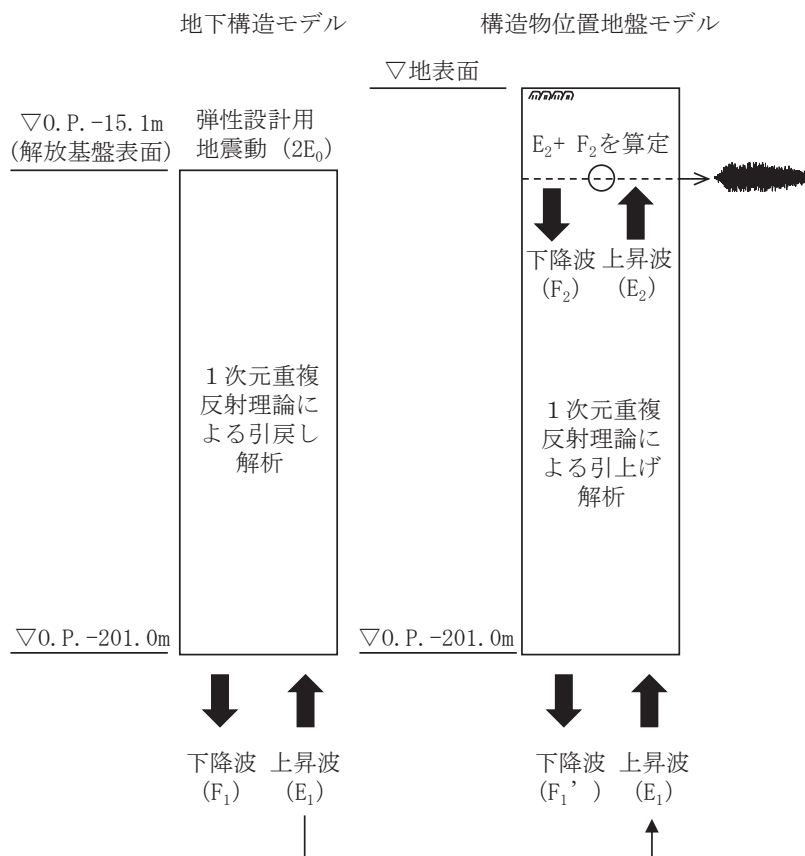 地下構造モデル
▽O.P.-15.1m
(解放基盤表面)
弾性設計用
地震動 (2E₀)
1次元重複
反射理論に
よる引戻し
解析
▽O.P.-201.0m
下降波
(F₁)
上昇波
(E₁)
構造物位置地盤モデル
▽地表面
E₂+ F₂を算定
下降波
(F₂)
上昇波
(E₂)
1次元重複
反射理論に
よる引上げ
解析
▽O.P.-201.0m
下降波
(F₁’)
上昇波
(E₁)